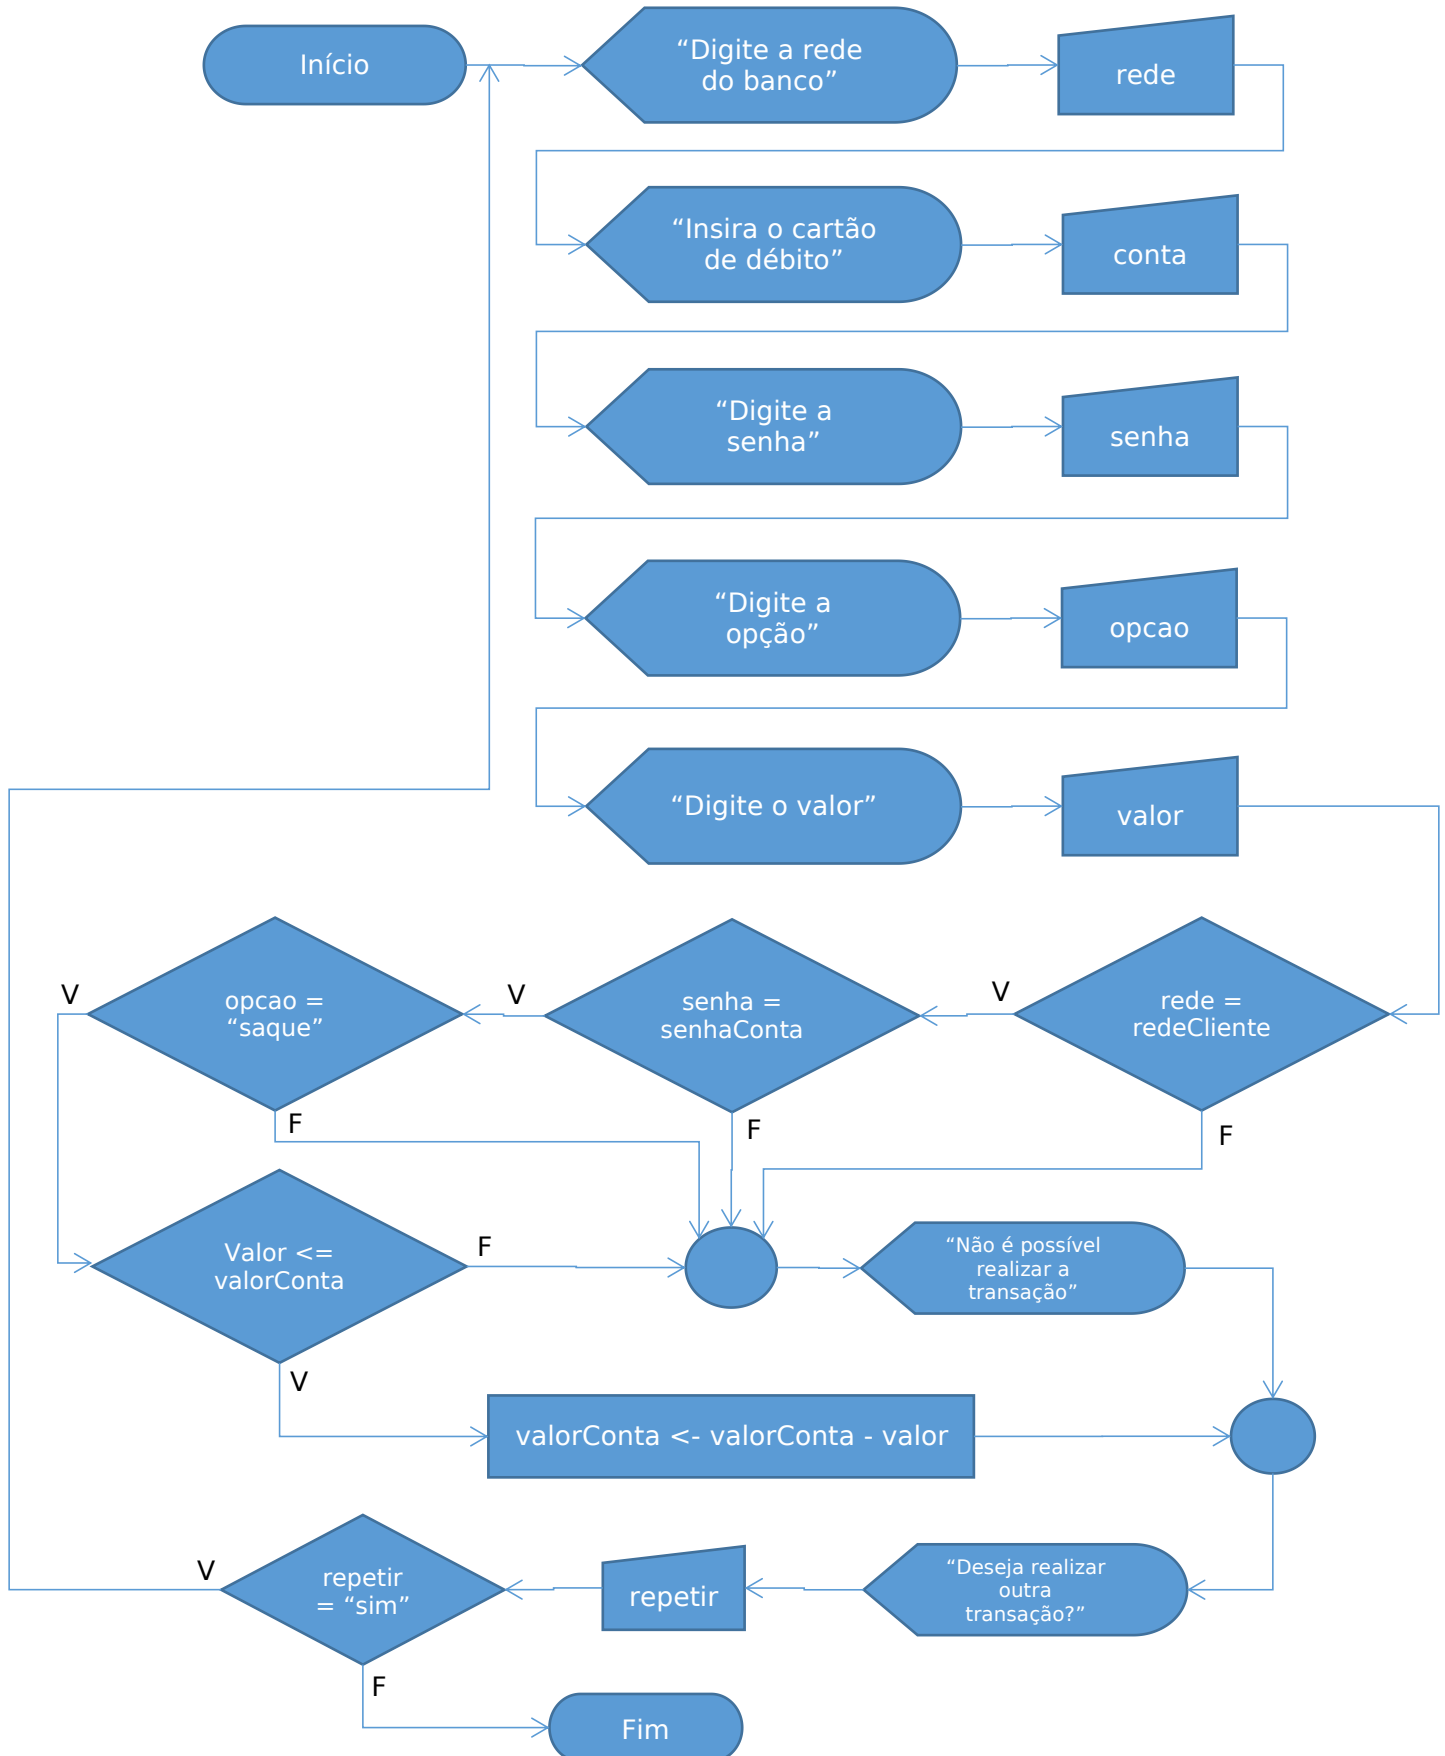 Início
“Digite a rede
do banco”
rede
“Insira o cartão
de débito”
conta
“Digite a
senha”
senha
“Digite a
opção”
opcao
“Digite o valor”
valor
rede =
redeCliente
V
F
senha =
senhaConta
V
F
opcao =
“saque”
V
F
Valor <=
valorConta
F
V
“Não é possível
realizar a
transação”
valorConta <- valorConta - valor
“Deseja realizar
outra
transação?”
repetir
repetir
= “sim”
V
F
Fim